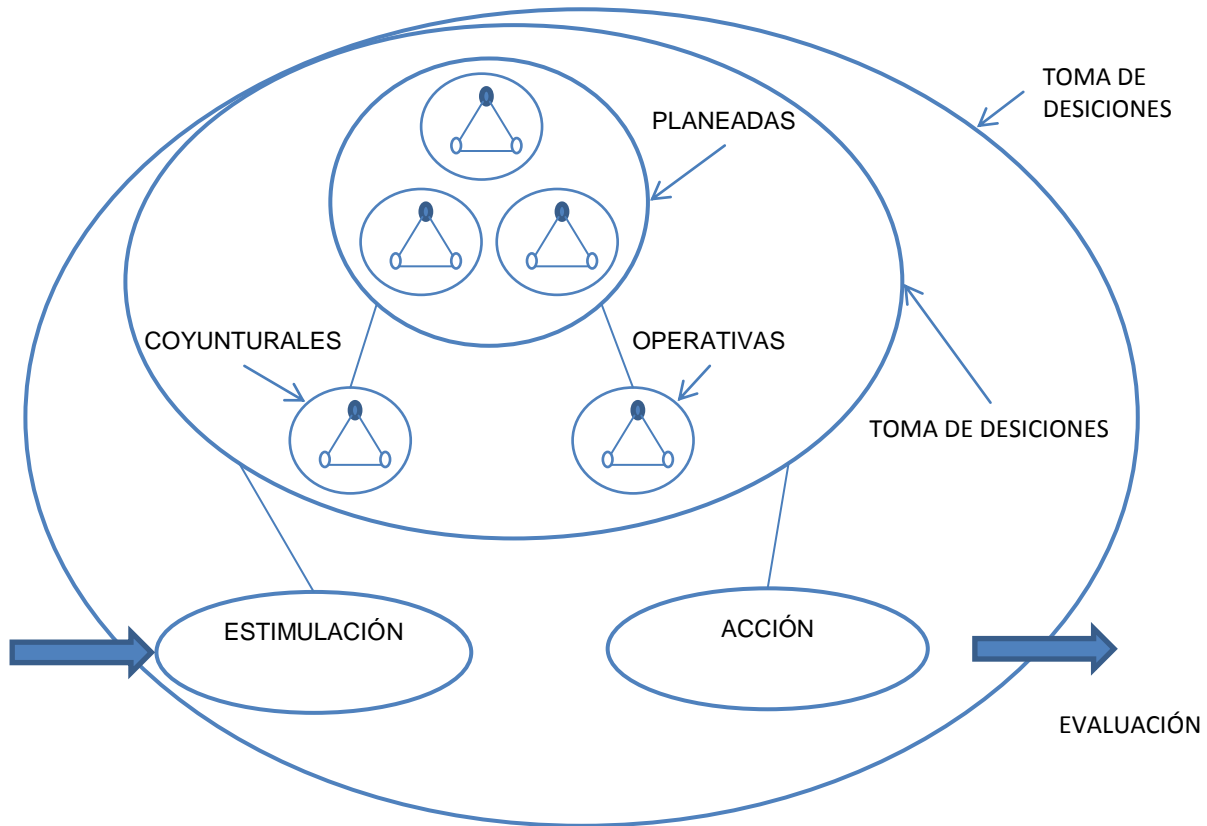 TOMA DE
DESICIONES
PLANEADAS
COYUNTURALES
OPERATIVAS
TOMA DE DESICIONES
ESTIMULACIÓN
ACCIÓN
EVALUACIÓN